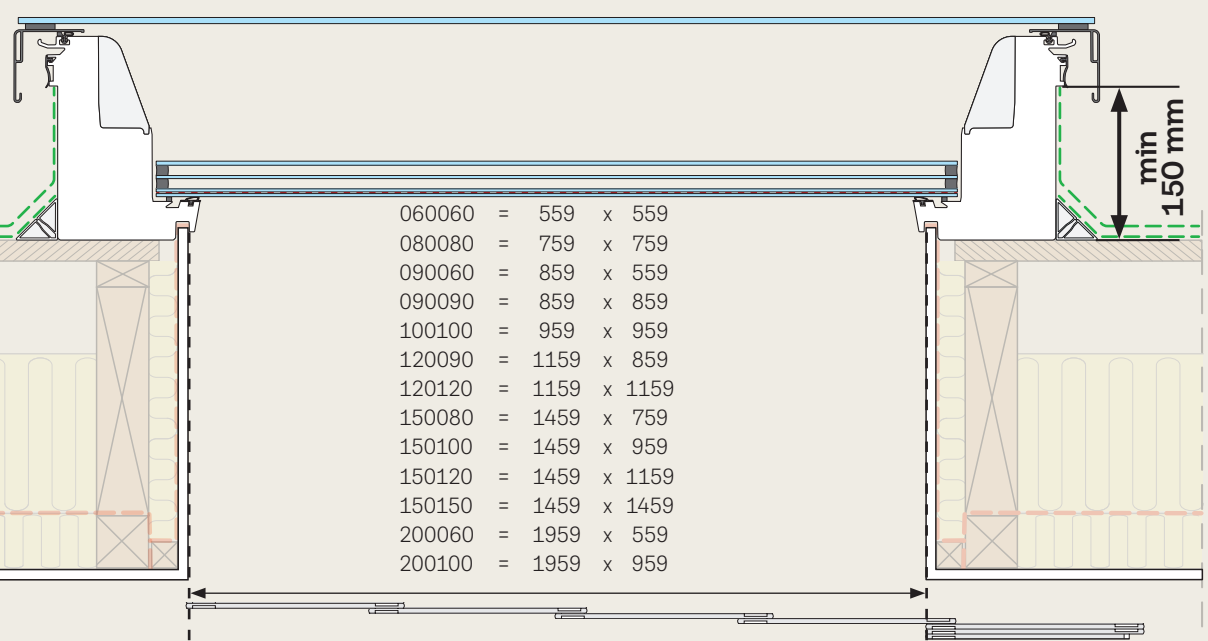 min
150 mm
060060 = 559 x 559
080080 = 759 x 759
090060 = 859 x 559
090090 = 859 x 859
100100 = 959 x 959
120090 = 1159 x 859
120120 = 1159 x 1159
150080 = 1459 x 759
150100 = 1459 x 959
150120 = 1459 x 1159
150150 = 1459 x 1459
200060 = 1959 x 559
200100 = 1959 x 959